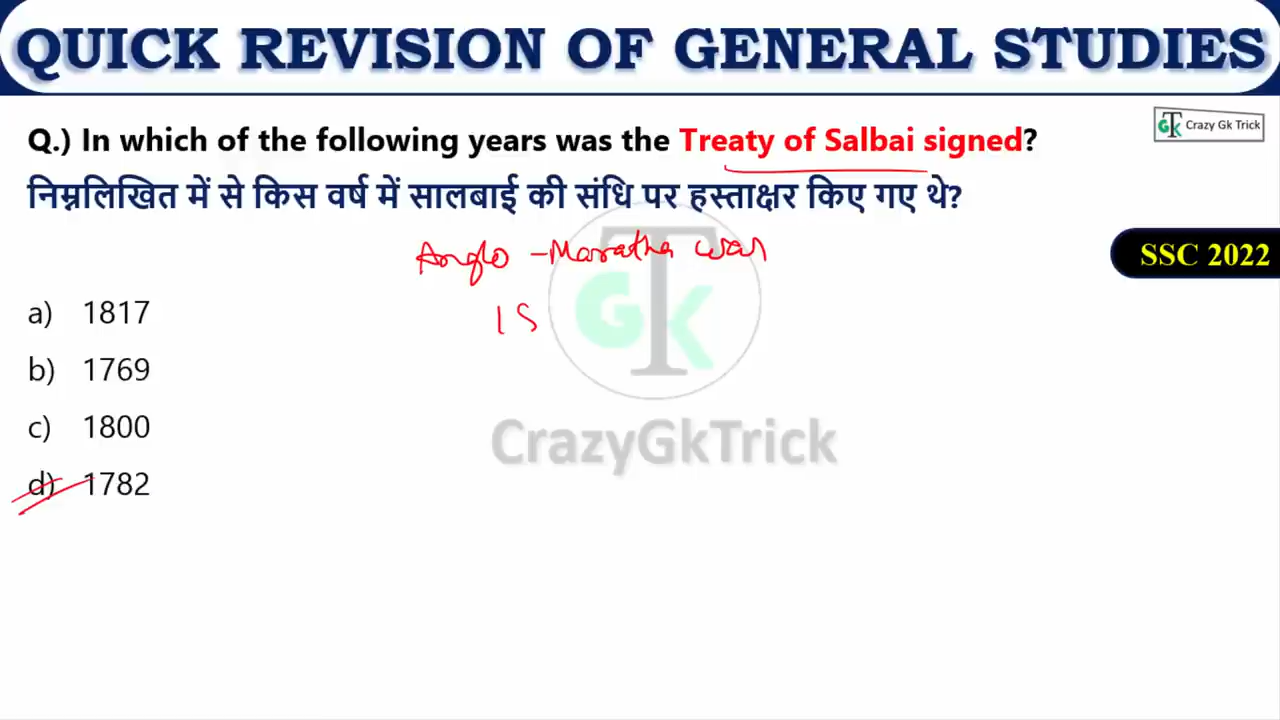 QUICK REVISION OF GENERAL STUDIES
Q.) In which of the following years was the Treaty of Salbai signed?
GTK Crazy Gk Trick
निम्नलिखित में से किस वर्ष में सालबाई की संधि पर हस्ताक्षर किए गए थे?
Anglo - Maratha war
SSC 2022
a) 1817
1S
GTK
b) 1769
c) 1800
CrazyGkTrick
d) 1782